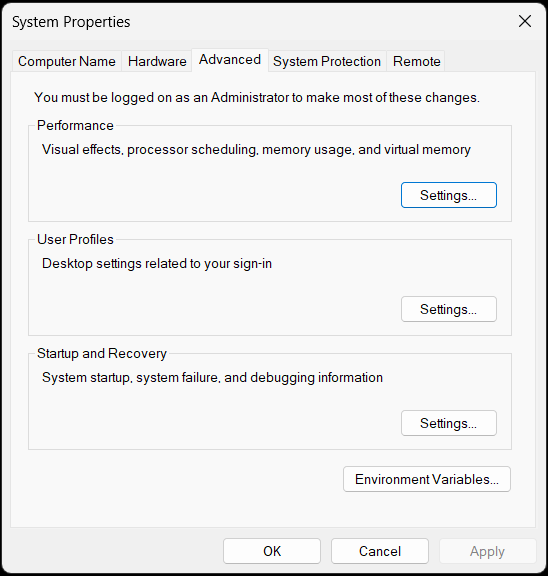 System Properties
Computer Name Hardware Advanced System Protection Remote
You must be logged on as an Administrator to make most of these changes.
Performance
Visual effects, processor scheduling, memory usage, and virtual memory
Settings...
User Profiles
Desktop settings related to your sign-in
Settings...
Startup and Recovery
System startup, system failure, and debugging information
Settings...
Environment Variables...
OK Cancel Apply